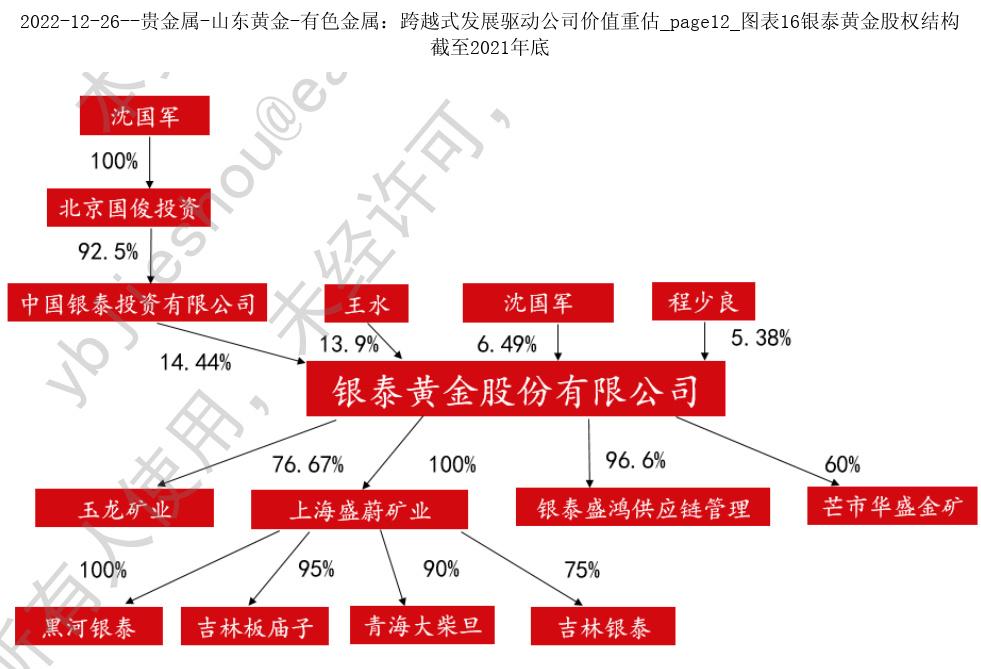 2022-12-26--贵金属-山东黄金-有色金属：跨越式发展驱动公司价值重估_page12_图表16银泰黄金股权结构
截至2021年底
沈国军
100%
北京国俊投资
92.5%
中国银泰投资有限公司
王水
沈国军
程少良
14.44%
13.9%
6.49%
5.38%
银泰黄金股份有限公司
76.67%
100%
96.6%
60%
玉龙矿业
上海盛蔚矿业
银泰盛鸿供应链管理
芒市华盛金矿
100%
95%
90%
75%
黑河银泰
吉林板庙子
青海大柴旦
吉林银泰
ybjieshou@ea
使用，未经许可，
所有人